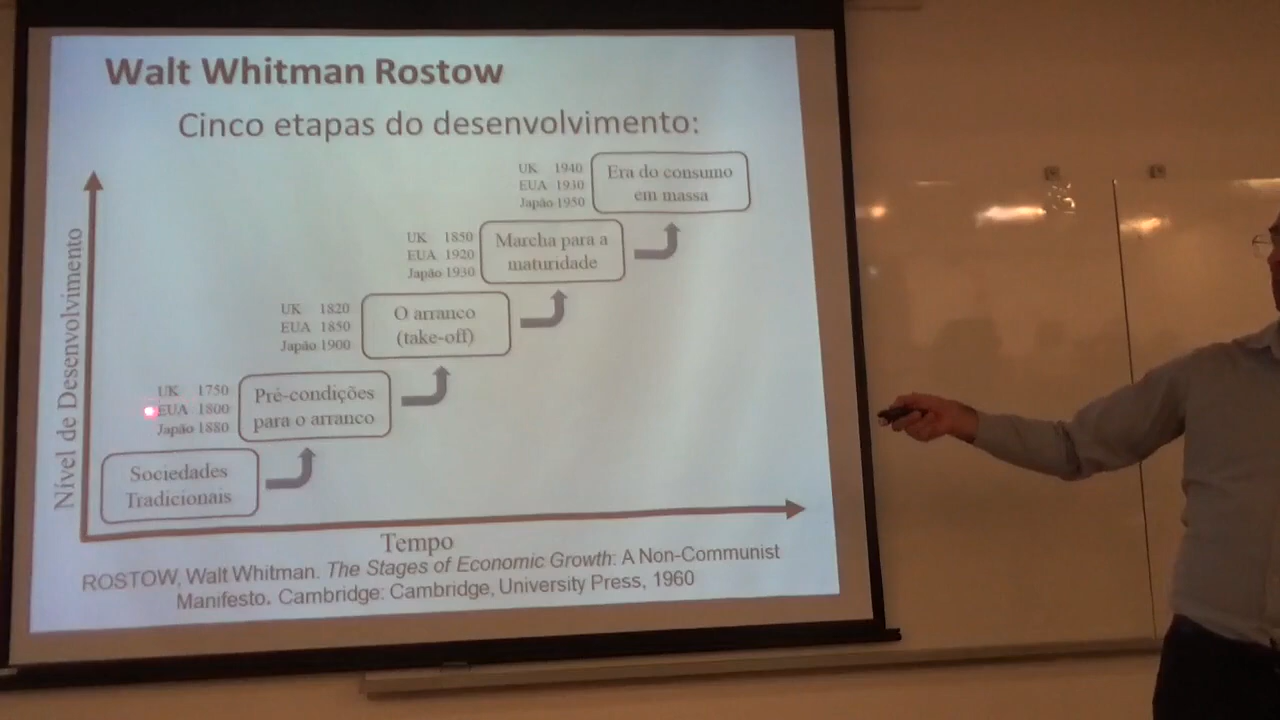 Walt Whitman Rostow
Cinco etapas do desenvolvimento:
UK 1940
EUA 1930
Japão 1950
Era do consumo
em massa
UK 1850
EUA 1920
Japão 1930
Marcha para a
maturidade
UK 1820
EUA 1850
Japão 1900
O arranco
(take-off)
UK 1750
EUA 1800
Japão 1880
Pré-condições
para o arranco
Sociedades
Tradicionais
Nível de Desenvolvimento
Tempo
ROSTOW, Walt Whitman. The Stages of Economic Growth: A Non-Communist
Manifesto. Cambridge: Cambridge, University Press, 1960